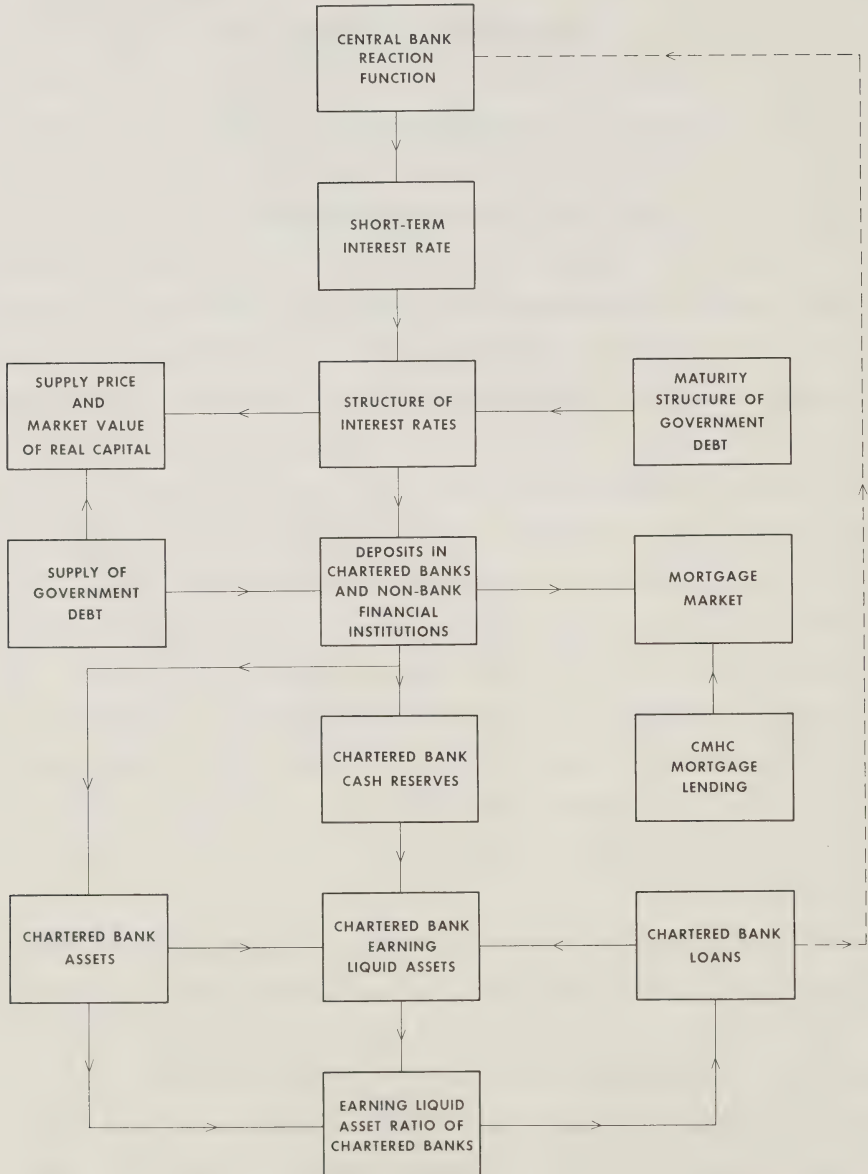 CENTRAL BANK
REACTION
FUNCTION
SHORT-TERM
INTEREST RATE
SUPPLY PRICE
AND
MARKET VALUE
OF REAL CAPITAL
STRUCTURE OF
INTEREST RATES
MATURITY
STRUCTURE OF
GOVERNMENT
DEBT
SUPPLY OF
GOVERNMENT
DEBT
DEPOSITS IN
CHARTERED BANKS
AND NON-BANK
FINANCIAL
INSTITUTIONS
MORTGAGE
MARKET
CHARTERED BANK
CASH RESERVES
CMHC
MORTGAGE
LENDING
CHARTERED BANK
ASSETS
CHARTERED BANK
EARNING
LIQUID ASSETS
CHARTERED BANK
LOANS
EARNING LIQUID
ASSET RATIO OF
CHARTERED BANKS